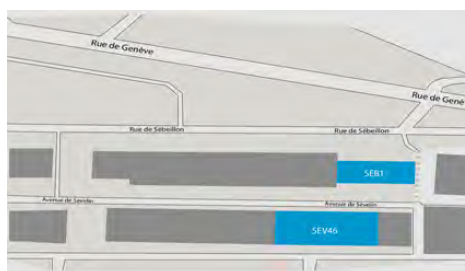 Rue de Genève
Rue de Genè
Rue de Sébeillon
Rue de Sébeillon
SEB1
Avenue de Sévelin
Avenue de Sévelin
SEV46